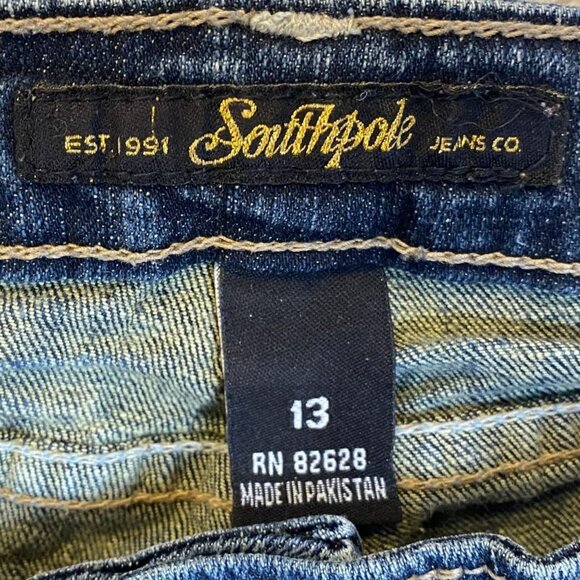 EST. 1991 Southpole JEANS CO.
13
RN 82628
MADE IN PAKISTAN